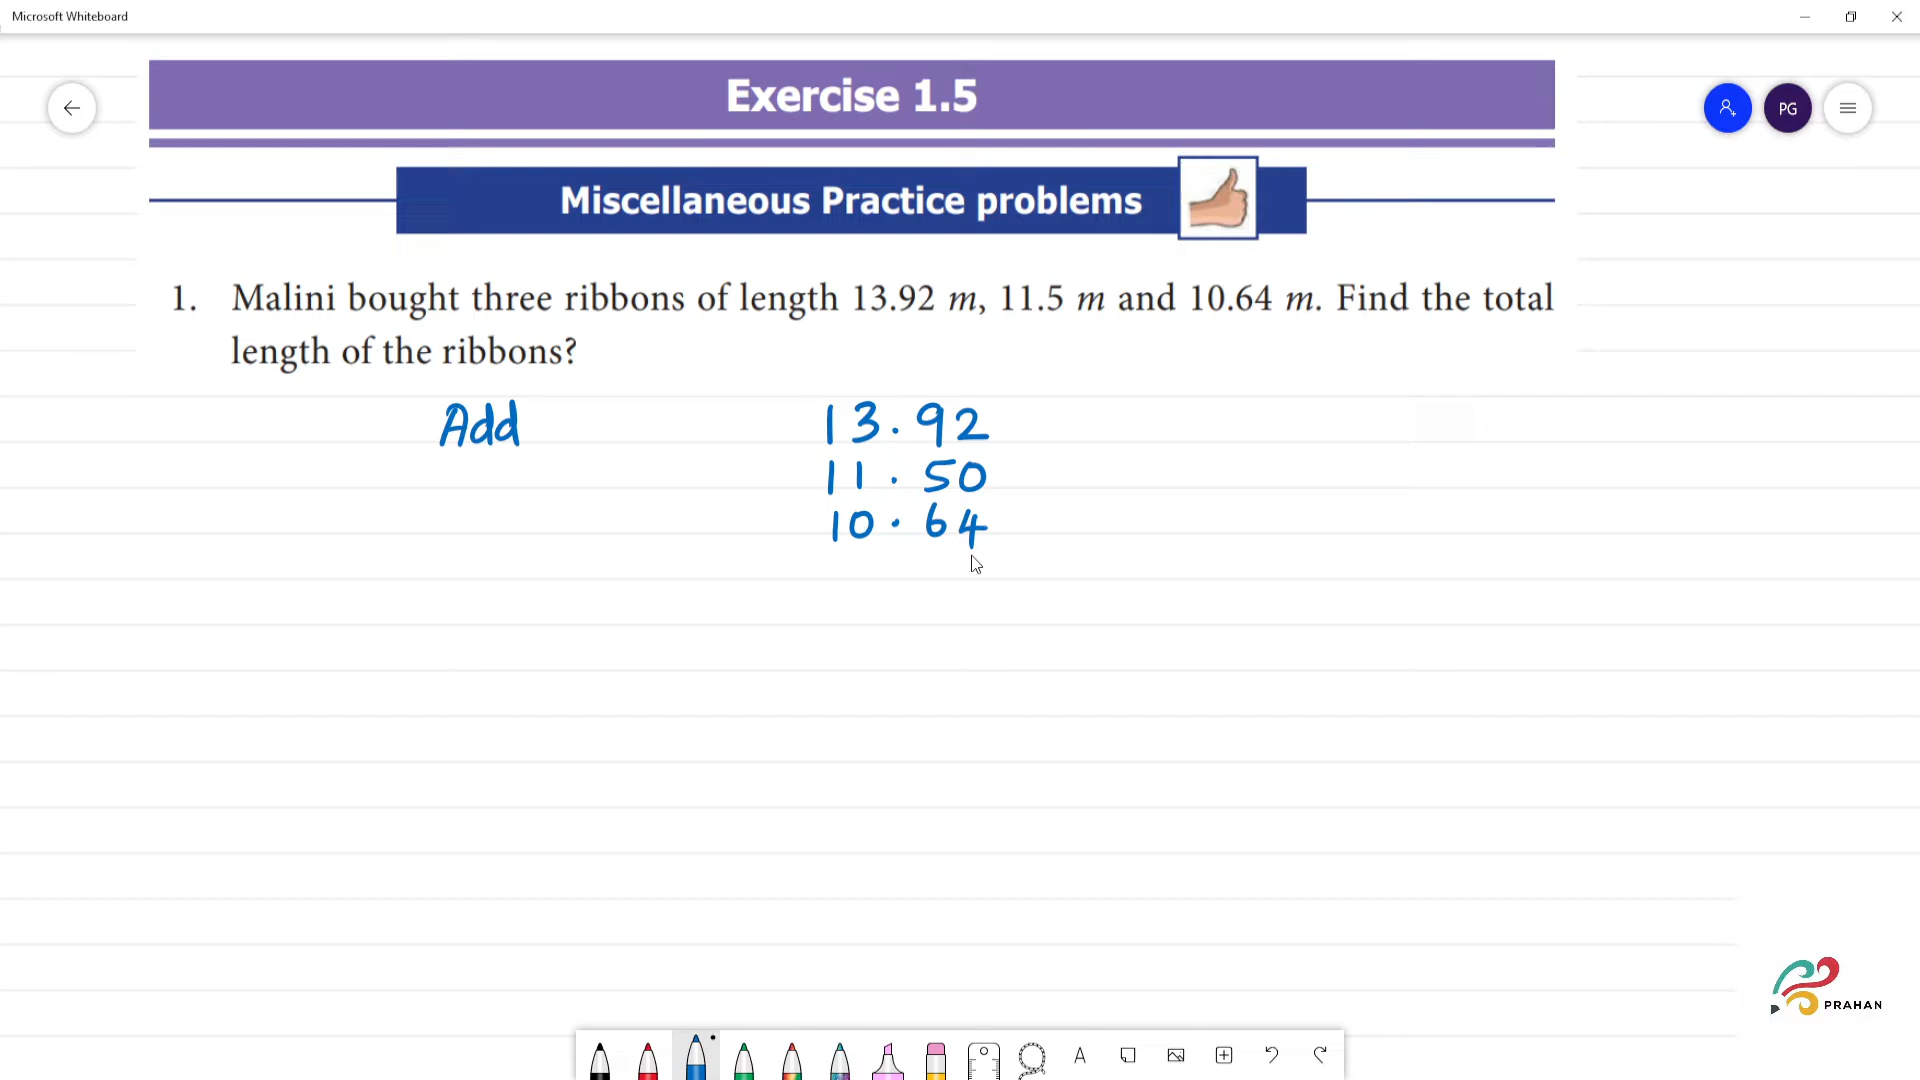 Microsoft Whiteboard
Exercise 1.5
PG
Miscellaneous Practice problems
1. Malini bought three ribbons of length 13.92 m, 11.5 m and 10.64 m. Find the total
length of the ribbons?
Add 13.92
11.50
10.64
PRAHAN
A